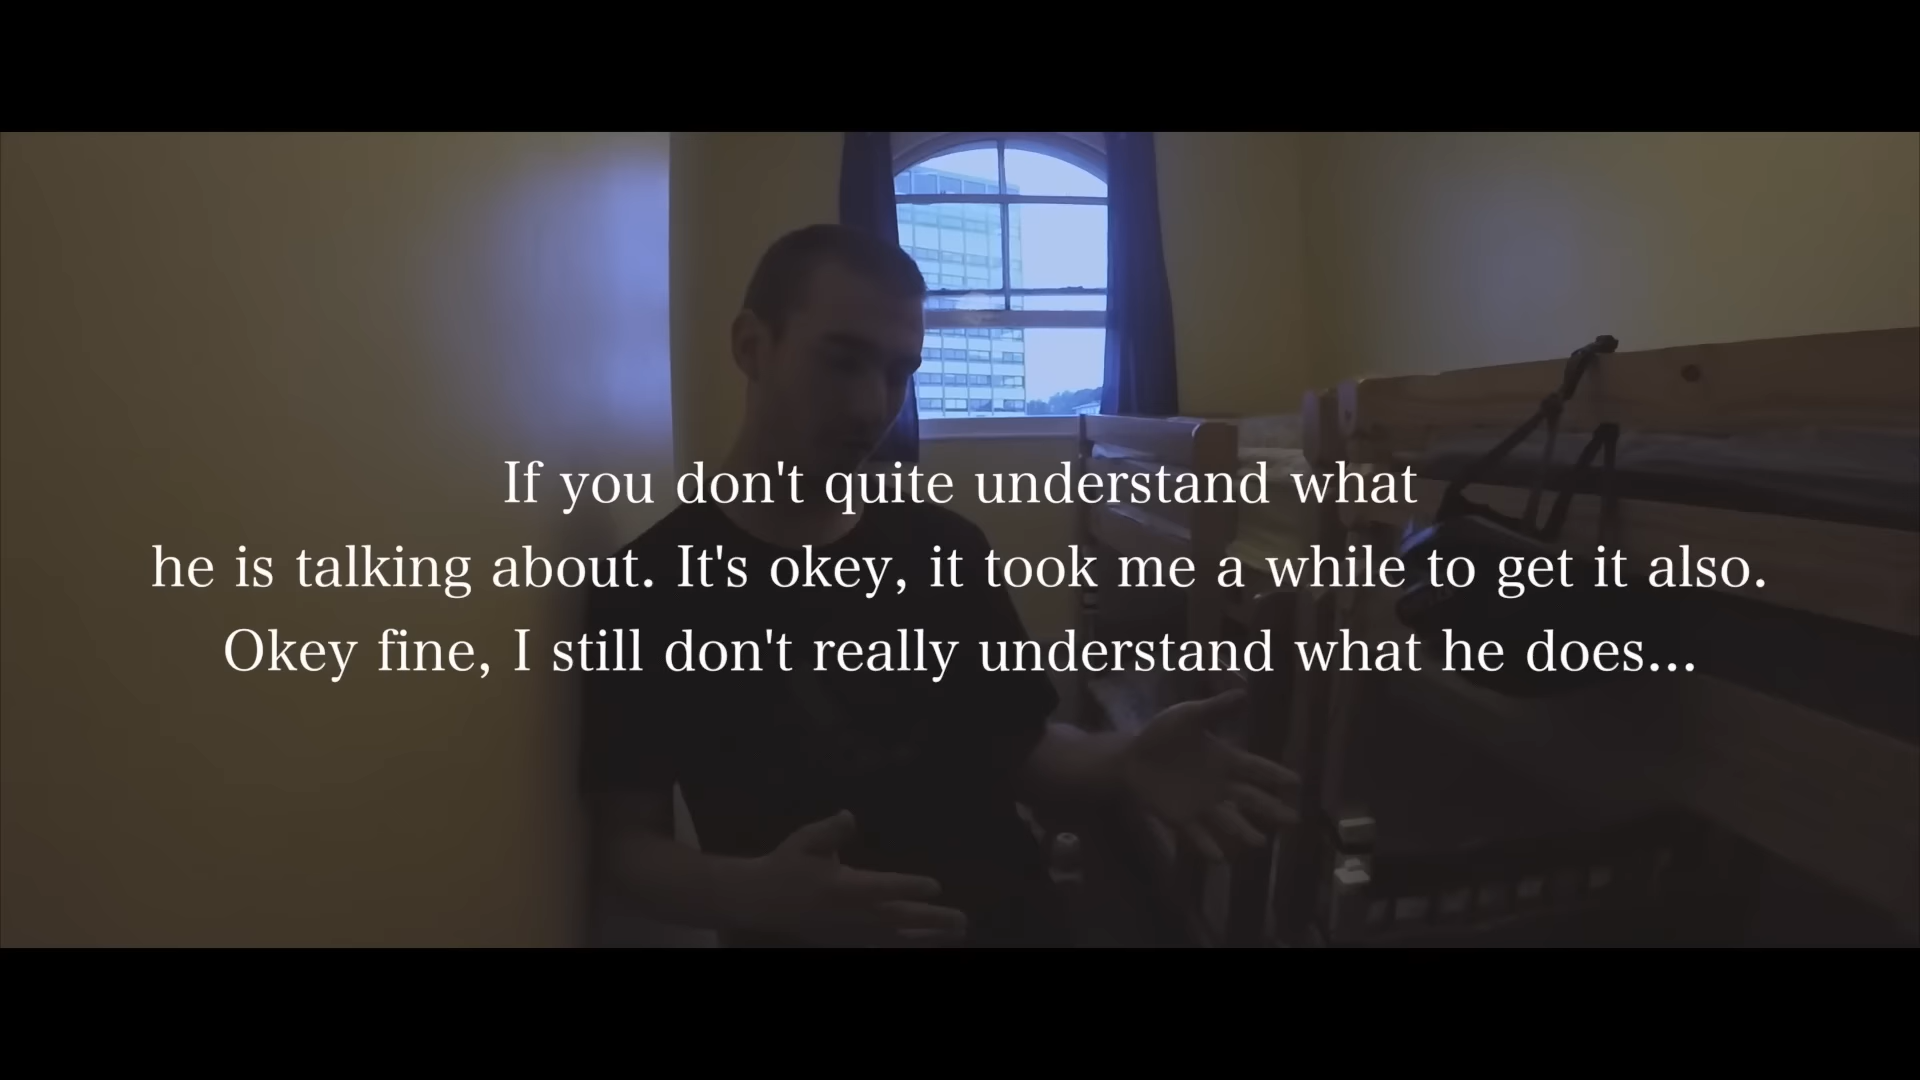 If you don't quite understand what
he is talking about. It's okey, it took me a while to get it also.
Okey fine, I still don't really understand what he does...